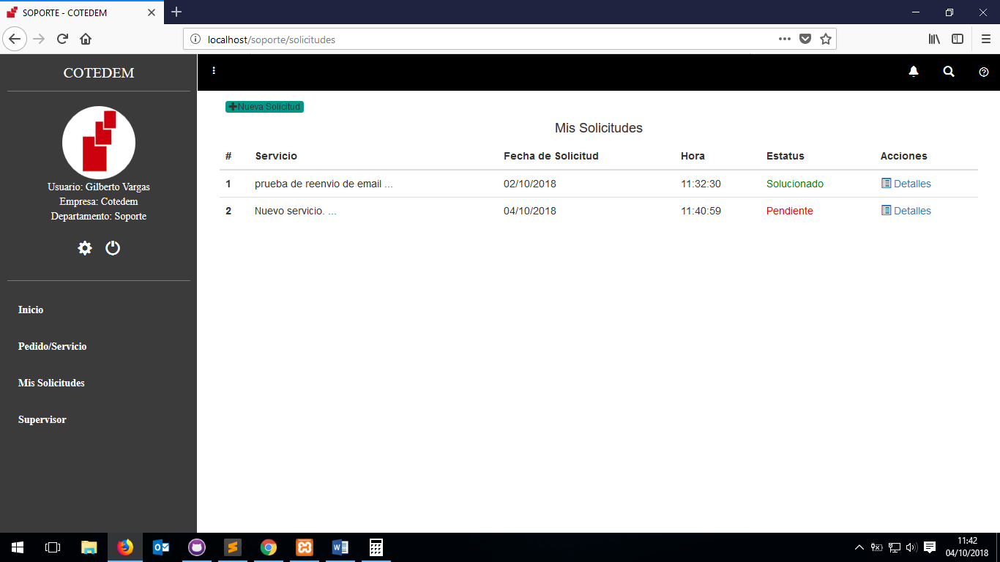 SOPORTE - COTEDEM
localhost/soporte/solicitudes
COTEDEM
Usuario: Gilberto Vargas
Empresa: Cotedem
Departamento: Soporte
Inicio
Pedido/Servicio
Mis Solicitudes
Supervisor
Nueva Solicitud
Mis Solicitudes
# Servicio Fecha de Solicitud Hora Estatus Acciones
1 prueba de reenvio de email ... 02/10/2018 11:32:30 Solucionado Detalles
2 Nuevo servicio. ... 04/10/2018 11:40:59 Pendiente Detalles
11:42
04/10/2018